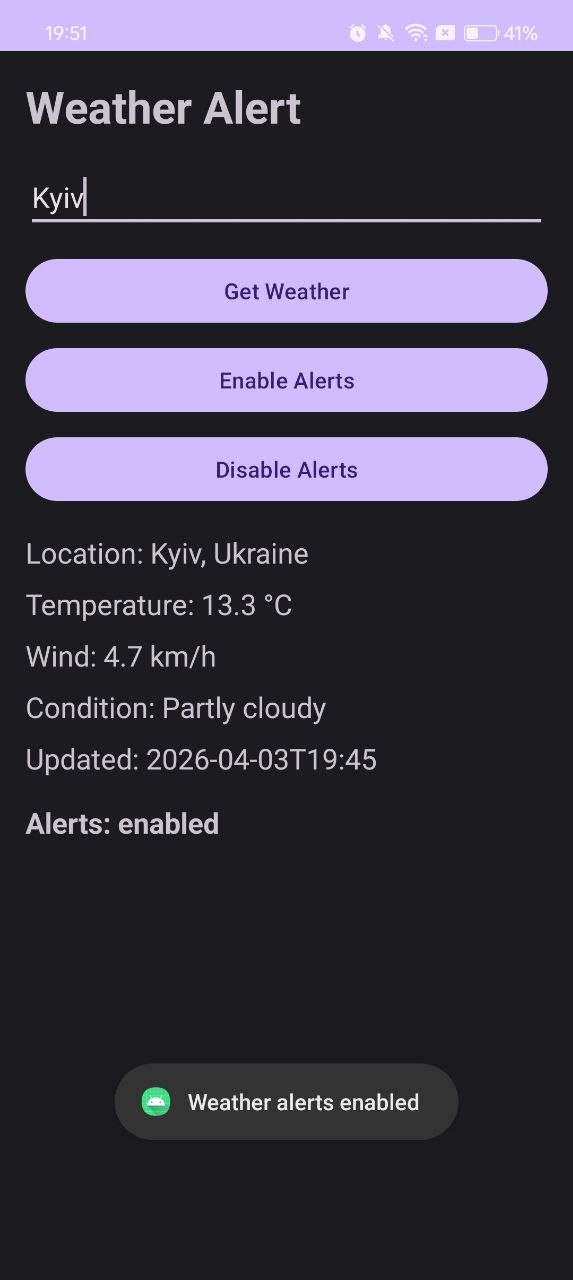 19:51 41%
Weather Alert
Kyiv
Get Weather
Enable Alerts
Disable Alerts
Location: Kyiv, Ukraine
Temperature: 13.3 °C
Wind: 4.7 km/h
Condition: Partly cloudy
Updated: 2026-04-03T19:45
Alerts: enabled
Weather alerts enabled